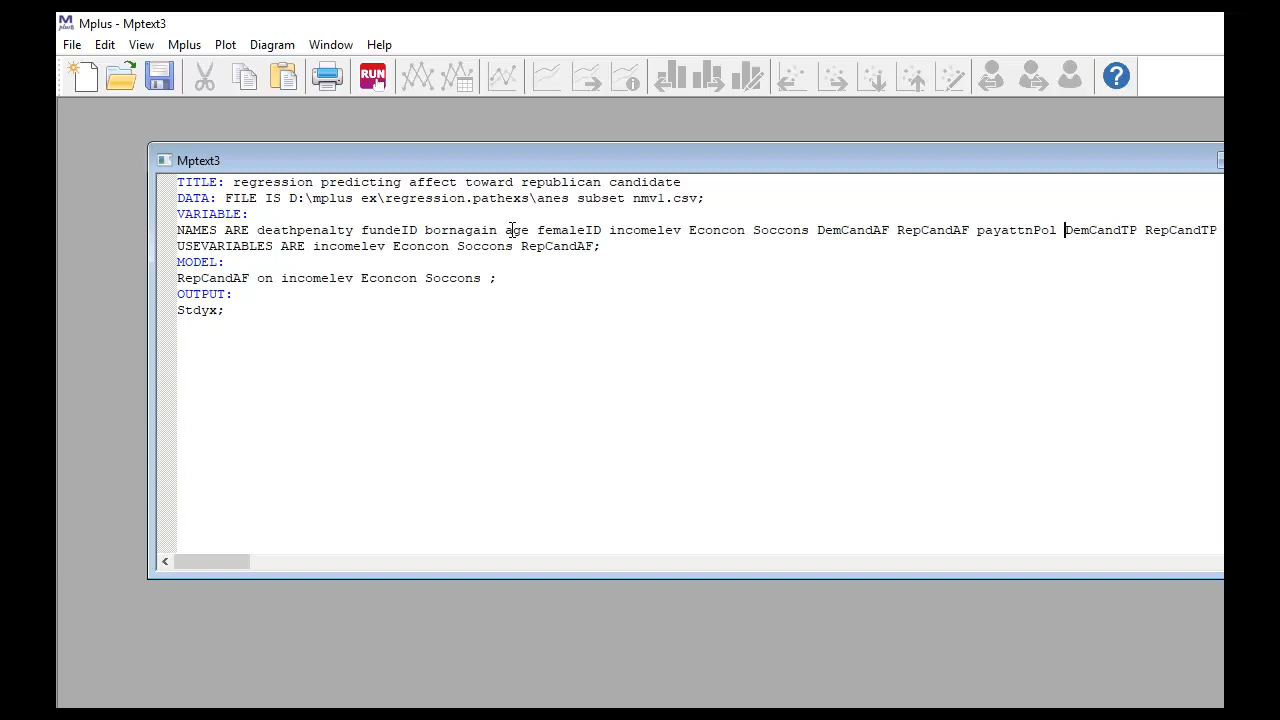 Mplus - Mptext3
File Edit View Mplus Plot Diagram Window Help
RUN
Mptext3
TITLE: regression predicting affect toward republican candidate
DATA: FILE IS D:\mplus ex\regression.pathexs\anes subset nmv1.csv;
VARIABLE:
NAMES ARE deathpenalty fundeID bornagain age femaleID incomelev Econcon Soccons DemCandAF RepCandAF payattnPol DemCandTP RepCandTP
USEVARIABLES ARE incomelev Econcon Soccons RepCandAF;
MODEL:
RepCandAF on incomelev Econcon Soccons ;
OUTPUT:
Stdyx;